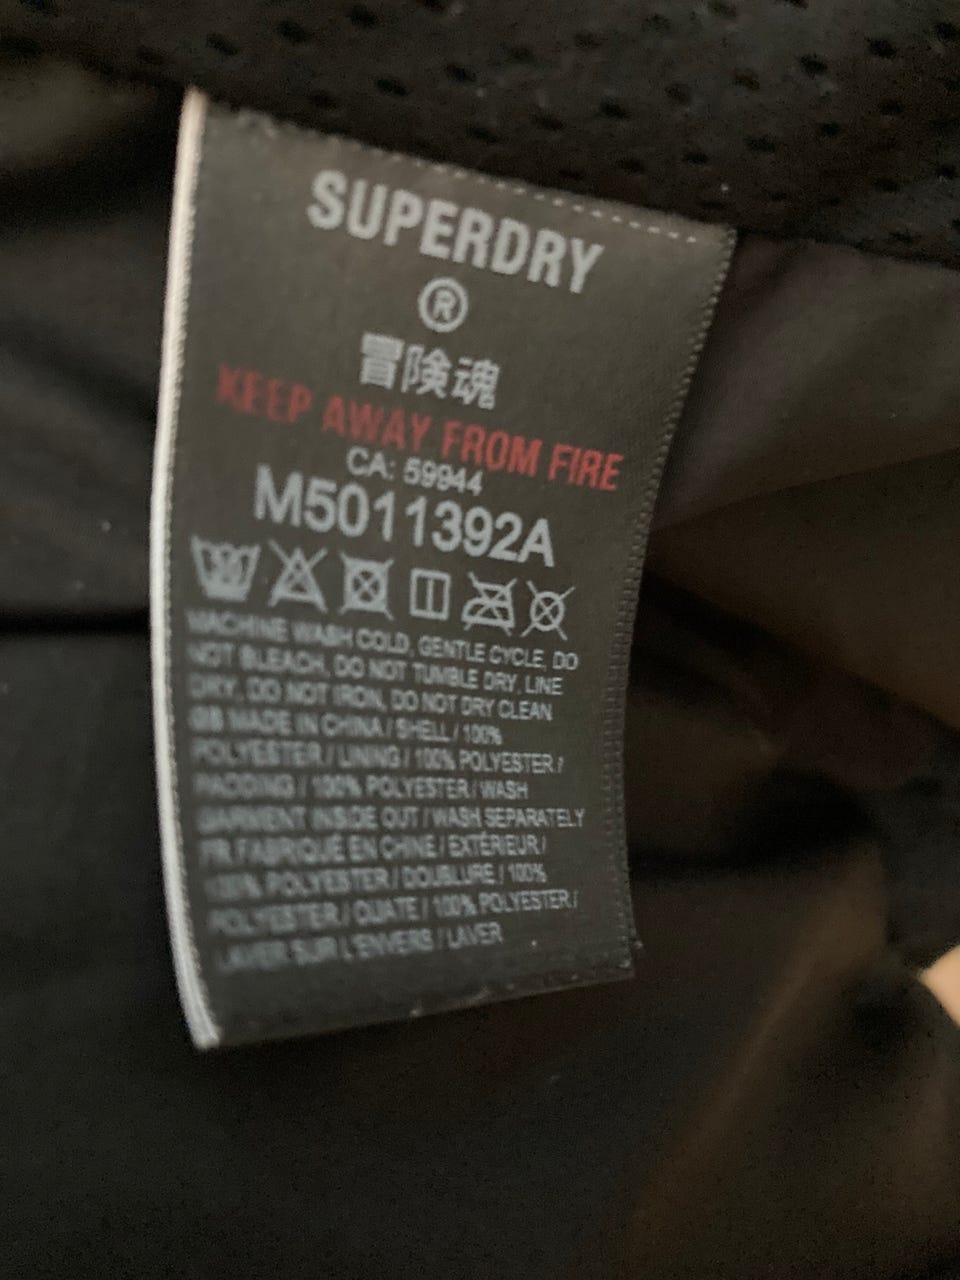 SUPERDRY
®
冒険魂
KEEP AWAY FROM FIRE
CA: 59944
M5011392A
MACHINE WASH COLD, GENTLE CYCLE, DO
NOT BLEACH, DO NOT TUMBLE DRY, LINE
DRY, DO NOT IRON, DO NOT DRY CLEAN
GB MADE IN CHINA / SHELL / 100%
POLYESTER / LINING / 100% POLYESTER /
PADDING / 100% POLYESTER / WASH
GARMENT INSIDE OUT / WASH SEPARATELY
FR FABRIQUÉ EN CHINE / EXTÉRIEUR /
100% POLYESTER / DOUBLURE / 100%
POLYESTER / OUATE / 100% POLYESTER /
LAVER SUR L'ENVERS / LAVER